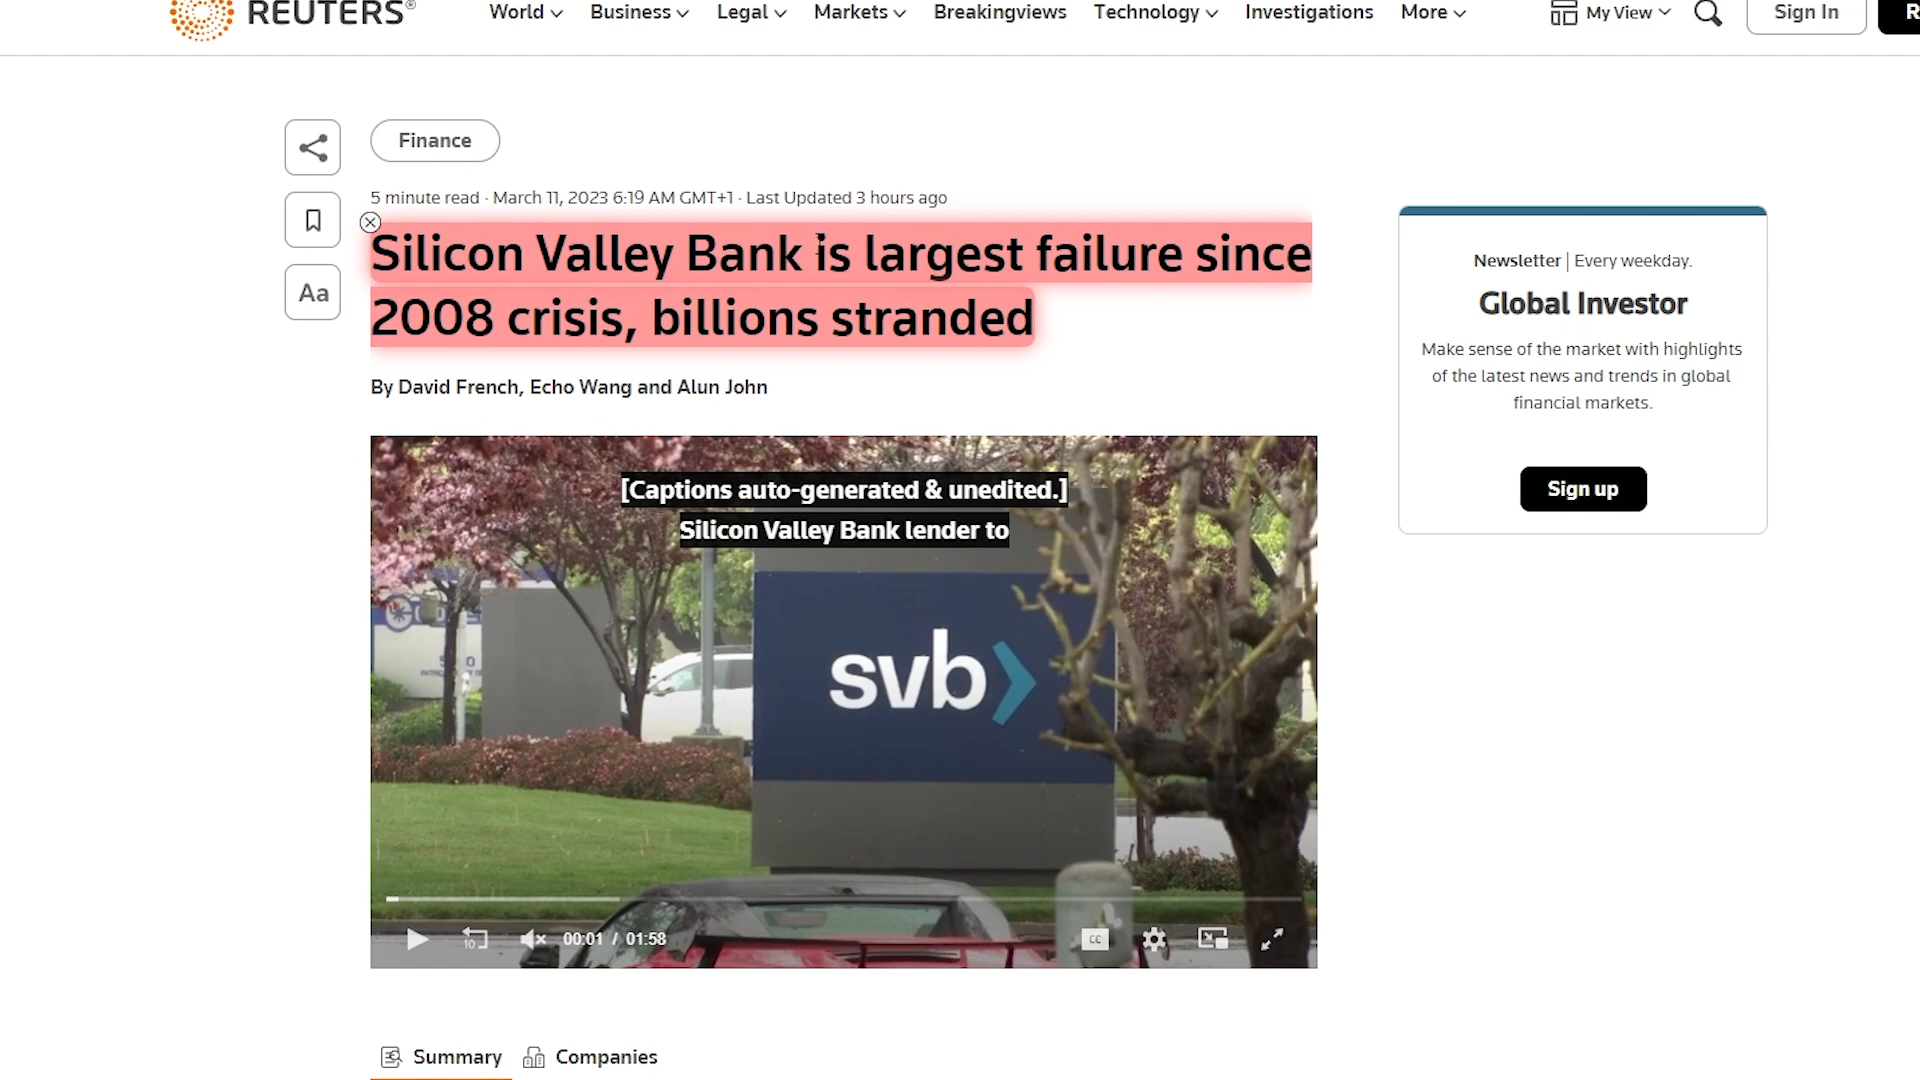 REUTERS®
World Business Legal Markets Breakingviews Technology Investigations More My View Sign In R
Finance
5 minute read · March 11, 2023 6:19 AM GMT+1 · Last Updated 3 hours ago
Silicon Valley Bank is largest failure since
2008 crisis, billions stranded
By David French, Echo Wang and Alun John
Aa
[Captions auto-generated & unedited.]
Silicon Valley Bank lender to
svb
10
00:01 / 01:58
CC
Newsletter | Every weekday.
Global Investor
Make sense of the market with highlights
of the latest news and trends in global
financial markets.
Sign up
Summary Companies